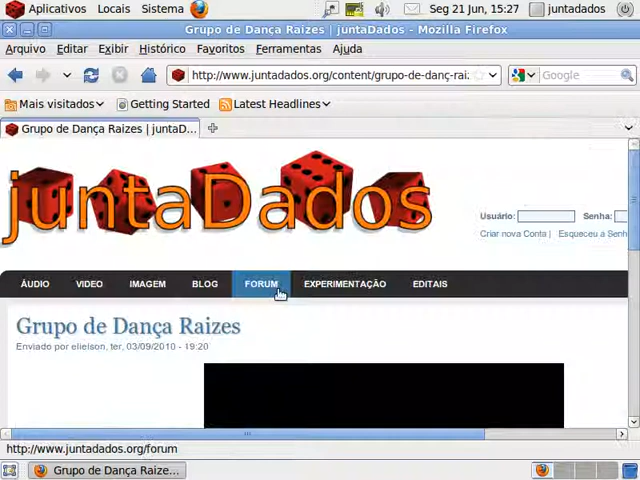 Aplicativos Locais Sistema Seg 21 Jun, 15:27 juntadados
Grupo de Dança Raizes | juntaDados - Mozilla Firefox
Arquivo Editar Exibir Histórico Favoritos Ferramentas Ajuda
http://www.juntadados.org/content/grupo-de-danç-rai: Google
Mais visitados Getting Started Latest Headlines
Grupo de Dança Raizes | juntaD...
juntaDados
Usuário: Senha:
Criar nova Conta | Esqueceu a Senh
ÁUDIO VIDEO IMAGEM BLOG FORUM EXPERIMENTAÇÃO EDITAIS
Grupo de Dança Raizes
Enviado por elielson, ter, 03/09/2010 - 19:20
http://www.juntadados.org/forum
Grupo de Dança Raize...